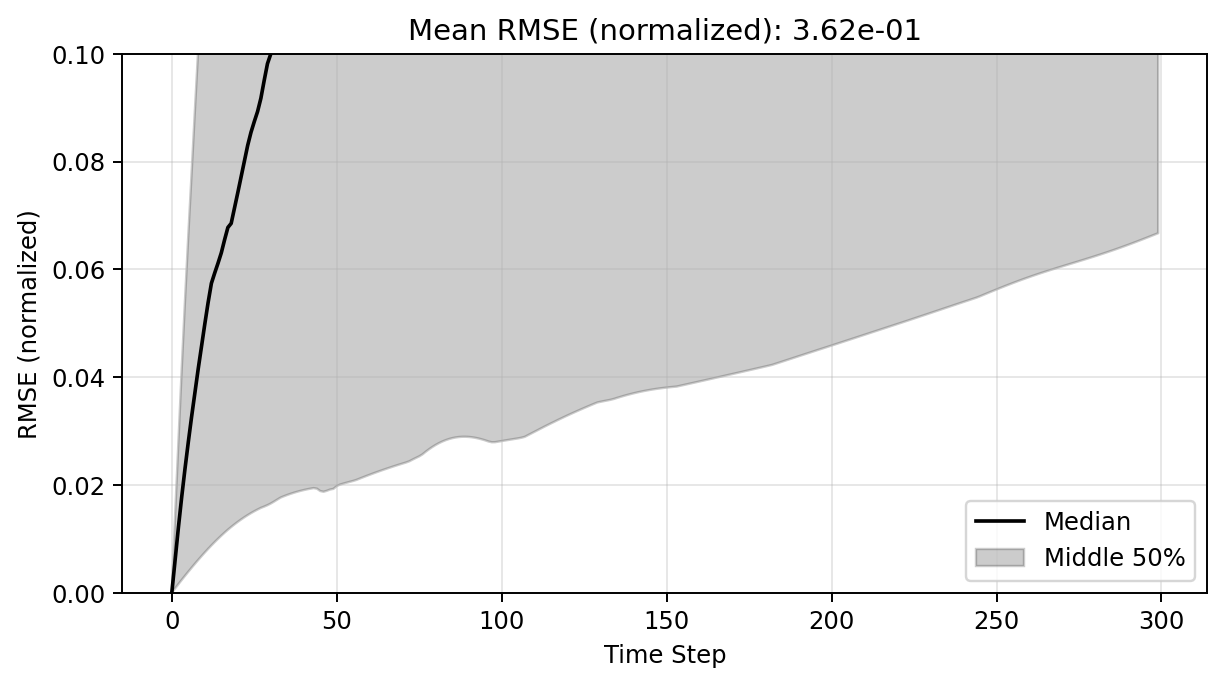 Mean RMSE (normalized): 3.62e-01
RMSE (normalized)
0.10
0.08
0.06
0.04
0.02
0.00
0 50 100 150 200 250 300
Time Step
Median
Middle 50%